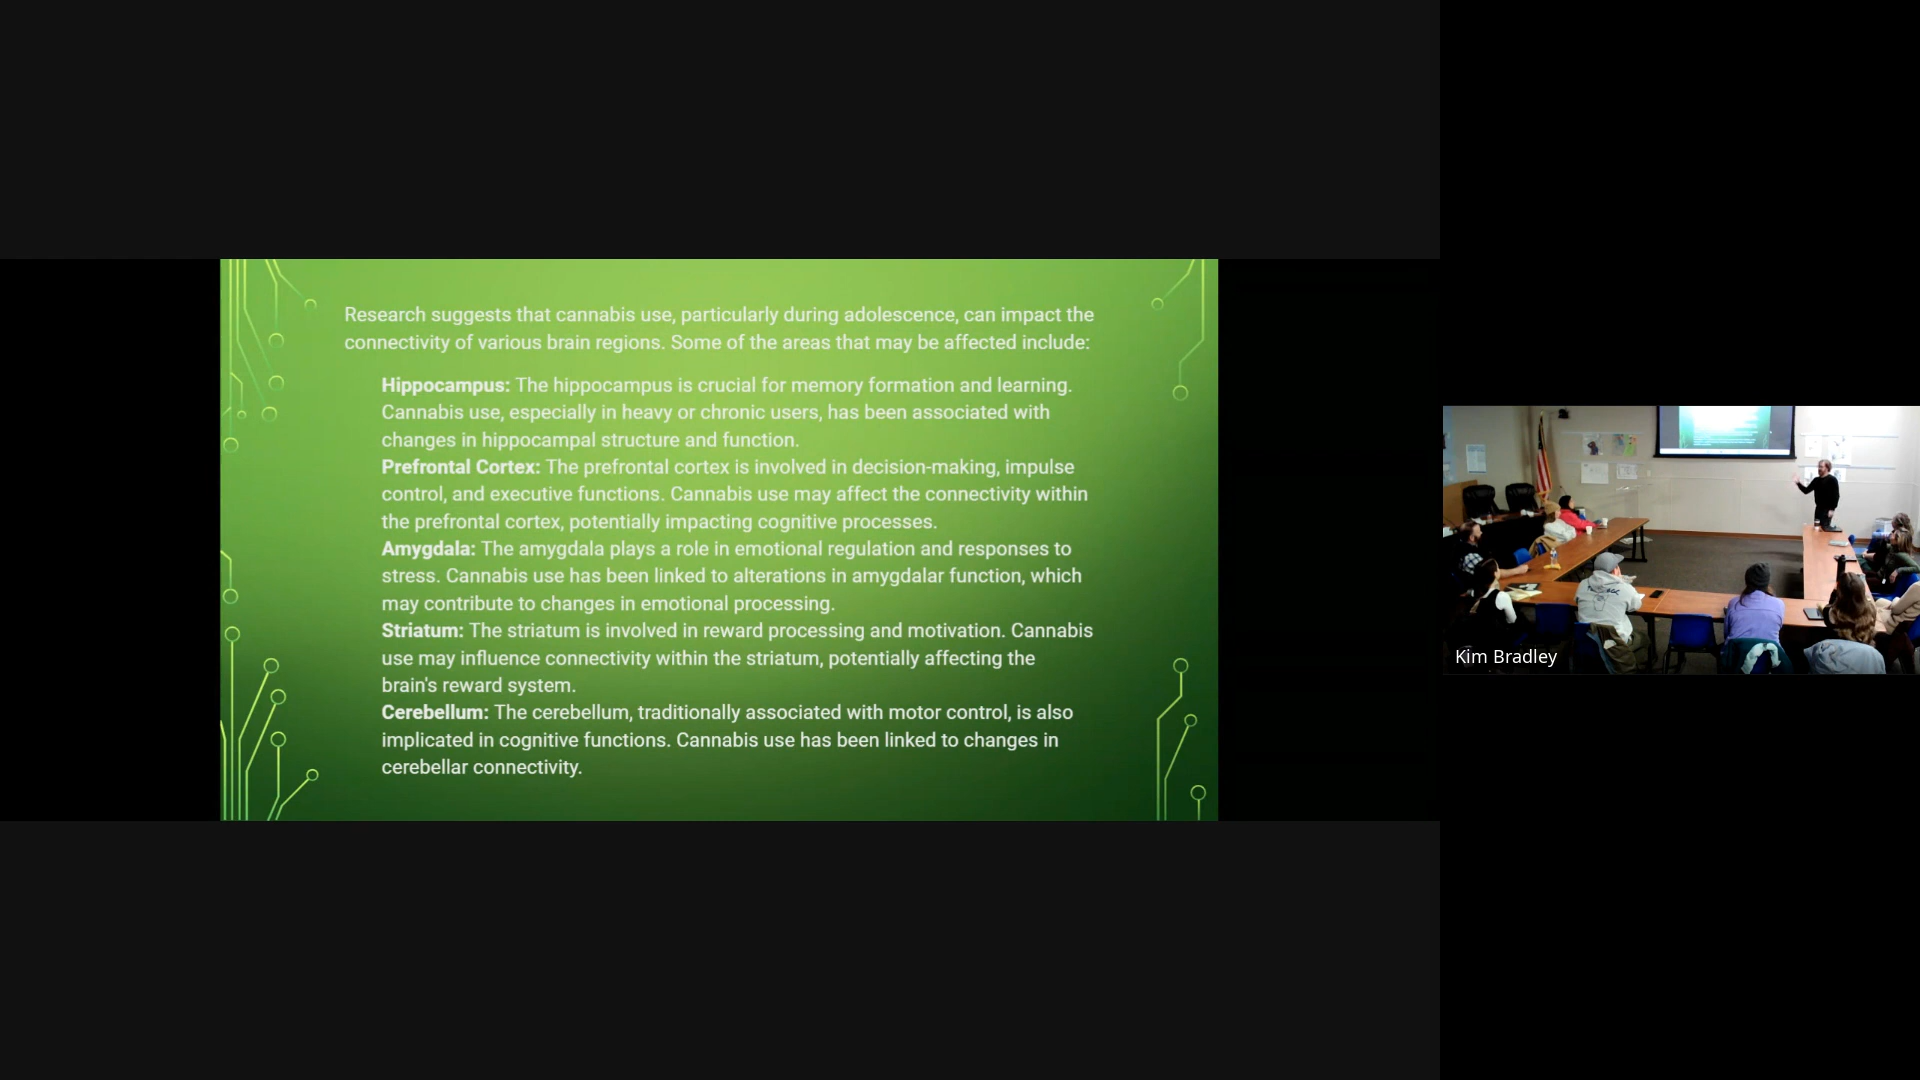 Research suggests that cannabis use, particularly during adolescence, can impact the
connectivity of various brain regions. Some of the areas that may be affected include:
Hippocampus: The hippocampus is crucial for memory formation and learning.
Cannabis use, especially in heavy or chronic users, has been associated with
changes in hippocampal structure and function.
Prefrontal Cortex: The prefrontal cortex is involved in decision-making, impulse
control, and executive functions. Cannabis use may affect the connectivity within
the prefrontal cortex, potentially impacting cognitive processes.
Amygdala: The amygdala plays a role in emotional regulation and responses to
stress. Cannabis use has been linked to alterations in amygdalar function, which
may contribute to changes in emotional processing.
Striatum: The striatum is involved in reward processing and motivation. Cannabis
use may influence connectivity within the striatum, potentially affecting the
brain's reward system.
Cerebellum: The cerebellum, traditionally associated with motor control, is also
implicated in cognitive functions. Cannabis use has been linked to changes in
cerebellar connectivity.
Kim Bradley